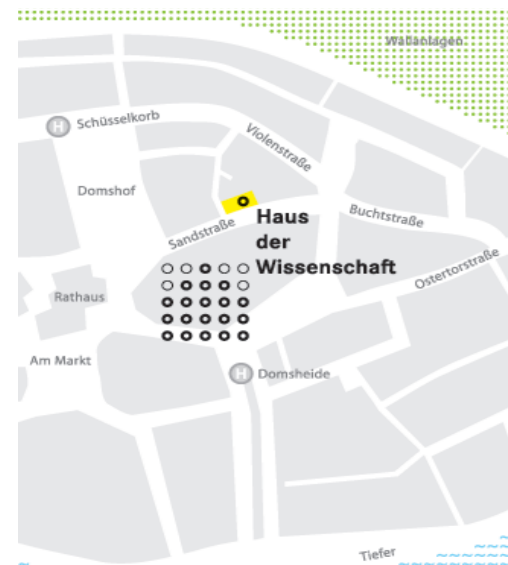 Wallanlagen
H Schüsselkorb
Violenstraße
Domshof
Buchtstraße
Sandstraße
Haus
der
Wissenschaft
Ostertorstraße
Rathaus
Am Markt
H Domsheide
Tiefer